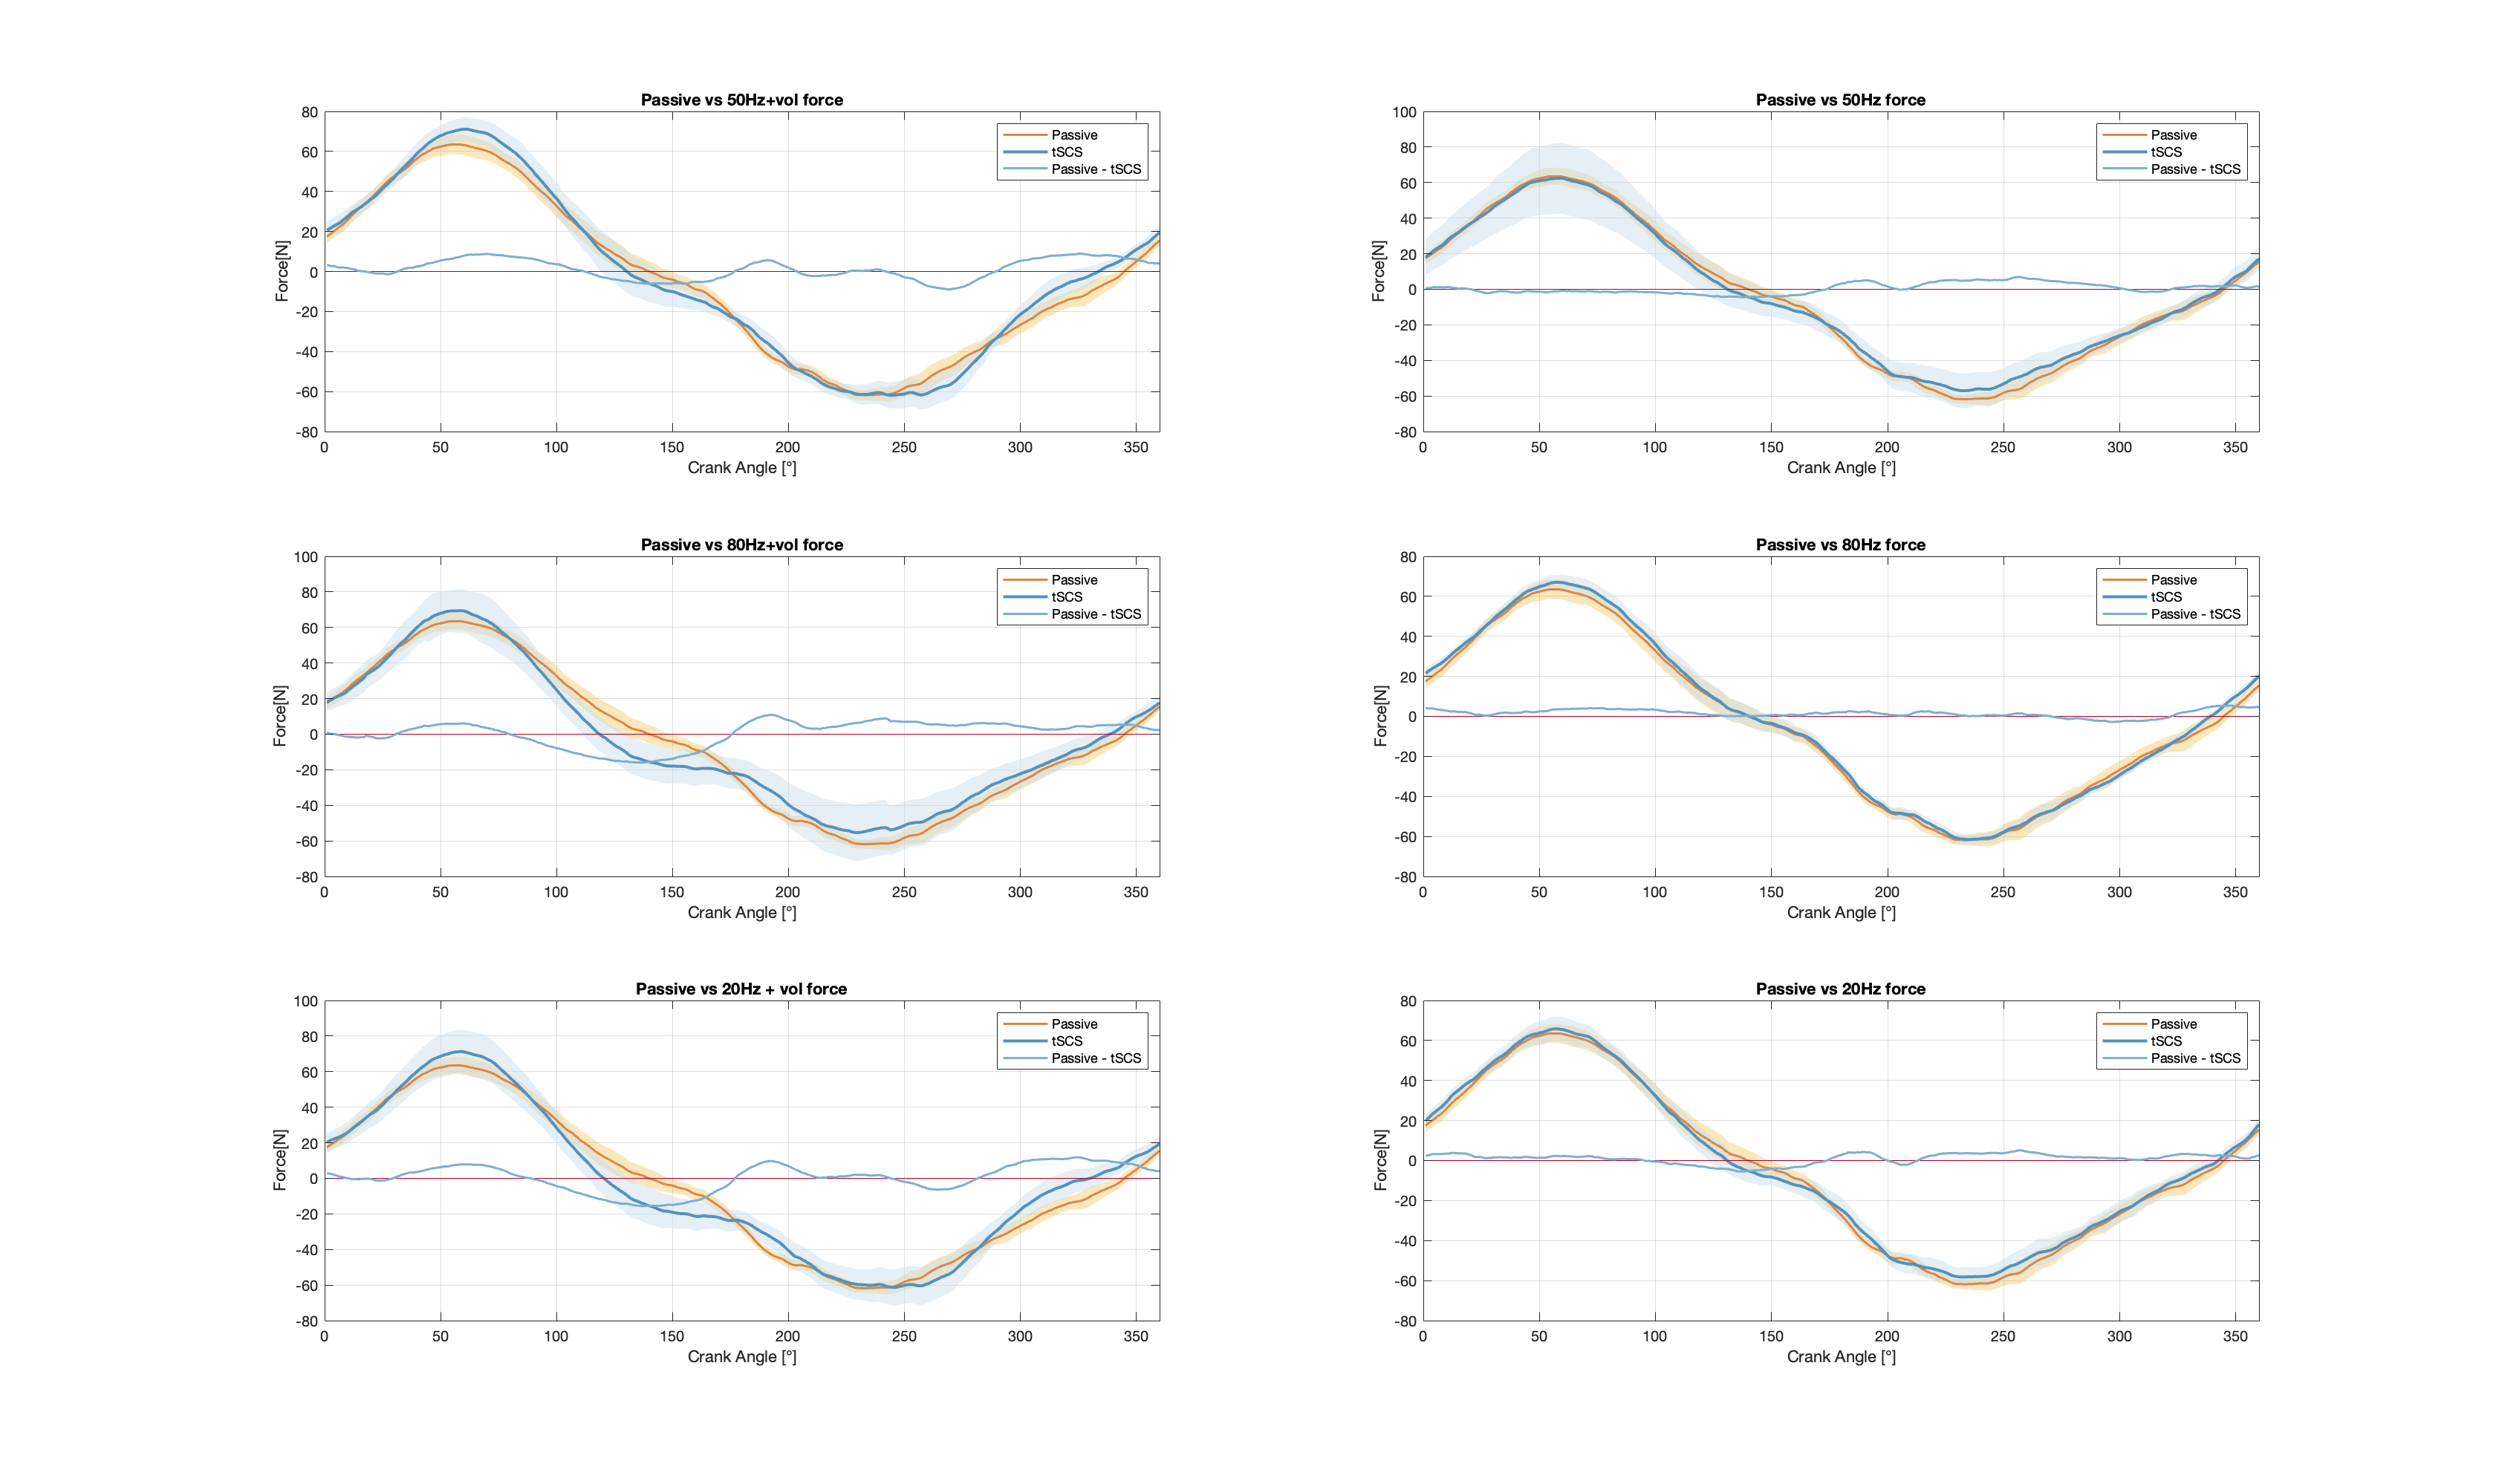 Passive vs 50Hz+vol force
80
60
40
20
0
-20
-40
-60
-80
Force[N]
0 50 100 150 200 250 300 350
Crank Angle [°]
Passive
tSCS
Passive - tSCS
Passive vs 50Hz force
100
80
60
40
20
0
-20
-40
-60
-80
Force[N]
0 50 100 150 200 250 300 350
Crank Angle [°]
Passive
tSCS
Passive - tSCS
Passive vs 80Hz+vol force
100
80
60
40
20
0
-20
-40
-60
-80
Force[N]
0 50 100 150 200 250 300 350
Crank Angle [°]
Passive
tSCS
Passive - tSCS
Passive vs 80Hz force
80
60
40
20
0
-20
-40
-60
-80
Force[N]
0 50 100 150 200 250 300 350
Crank Angle [°]
Passive
tSCS
Passive - tSCS
Passive vs 20Hz + vol force
100
80
60
40
20
0
-20
-40
-60
-80
Force[N]
0 50 100 150 200 250 300 350
Crank Angle [°]
Passive
tSCS
Passive - tSCS
Passive vs 20Hz force
80
60
40
20
0
-20
-40
-60
-80
Force[N]
0 50 100 150 200 250 300 350
Crank Angle [°]
Passive
tSCS
Passive - tSCS